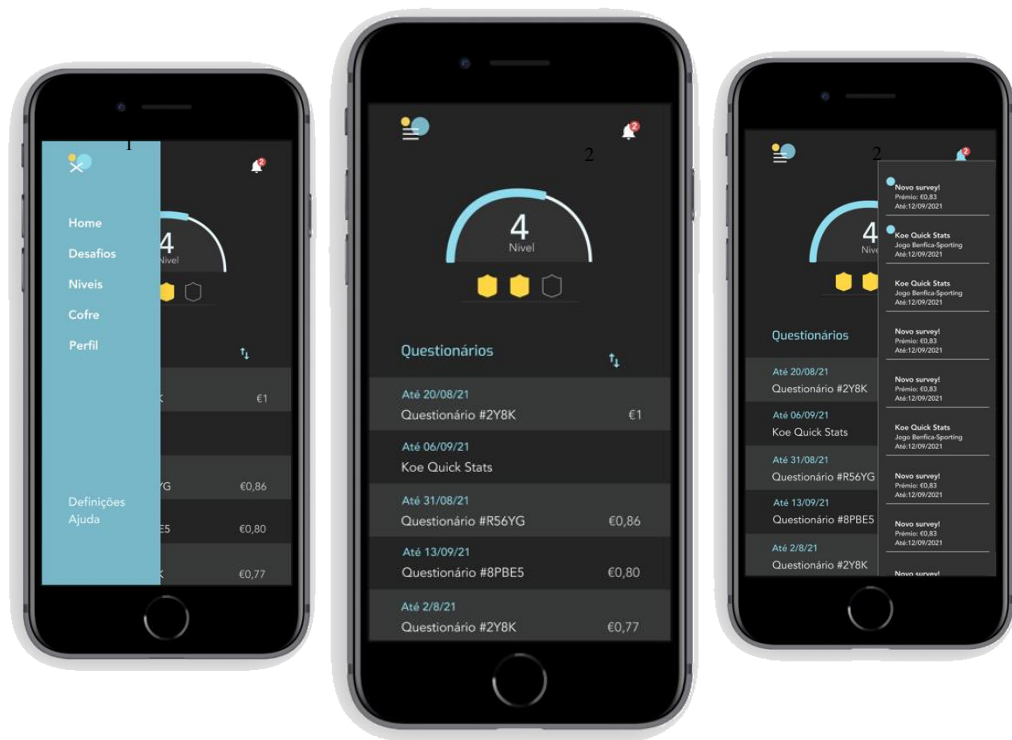 1
2
Home
Desafios
Niveis
Cofre
Perfil
Definições
Ajuda
4
Nivel
€1
YG €0,86
E5 €0,80
€0,77
2
2
4
Nivel
Questionários
Até 20/08/21
Questionário #2Y8K €1
Até 06/09/21
Koe Quick Stats
Até 31/08/21
Questionário #R56YG €0,86
Até 13/09/21
Questionário #8PBE5 €0,80
Até 2/8/21
Questionário #2Y8K €0,77
2
2
4
Questionários
Até 20/08/21
Questionário #2Y8K
Até 06/09/21
Koe Quick Stats
Até 31/08/21
Questionário #R56YG
Até 13/09/21
Questionário #8PBE5
Até 2/8/21
Questionário #2Y8K
Novo survey!
Prémio: €0,83
Até:12/09/2021
Koe Quick Stats
Jogo Benfica-Sporting
Até:12/09/2021
Koe Quick Stats
Jogo Benfica-Sporting
Até:12/09/2021
Novo survey!
Prémio: €0,83
Até:12/09/2021
Novo survey!
Prémio: €0,83
Até:12/09/2021
Koe Quick Stats
Jogo Benfica-Sporting
Até:12/09/2021
Novo survey!
Prémio: €0,83
Até:12/09/2021
Novo survey!
Prémio: €0,83
Até:12/09/2021
Novo survey!